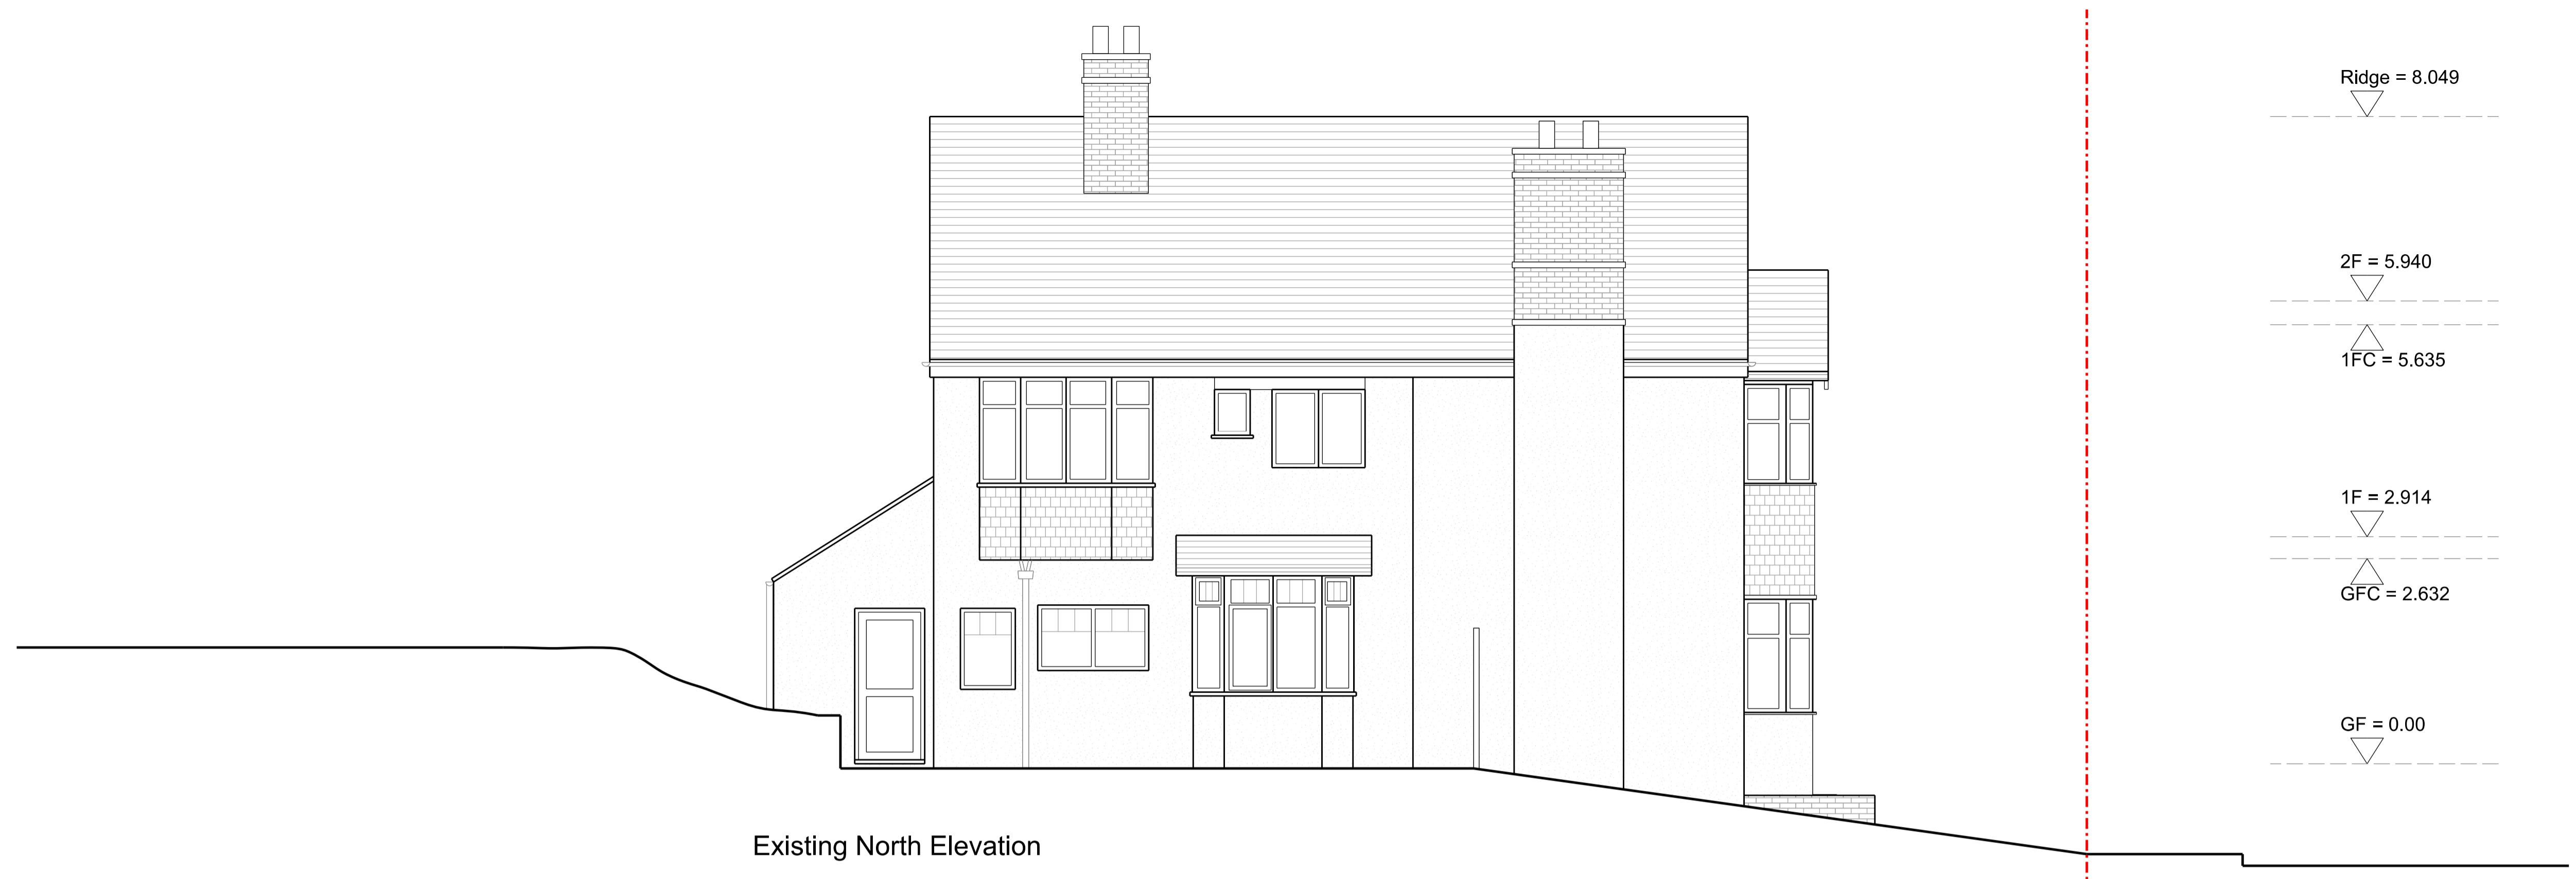 Ridge = 8.049
2F = 5.940
1FC = 5.635
1F = 2.914
GFC = 2.632
GF = 0.00
Existing North Elevation